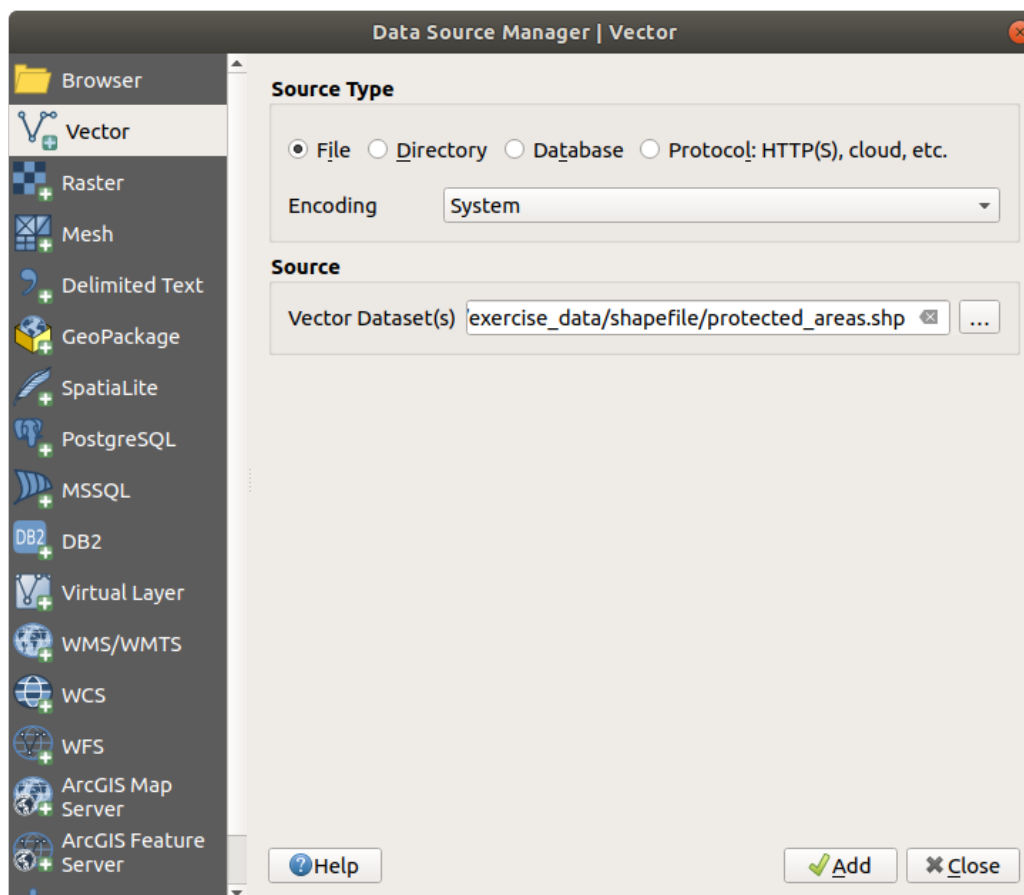 Data Source Manager | Vector
Browser
Vector
Raster
Mesh
Delimited Text
GeoPackage
SpatiaLite
PostgreSQL
MSSQL
DB2
DB2
Virtual Layer
WMS/WMTS
WCS
WFS
ArcGIS Map
Server
ArcGIS Feature
Server
Source Type
File Directory Database Protocol: HTTP(S), cloud, etc.
Encoding System
Source
Vector Dataset(s) /exercise_data/shapefile/protected_areas.shp ...
Help Add Close